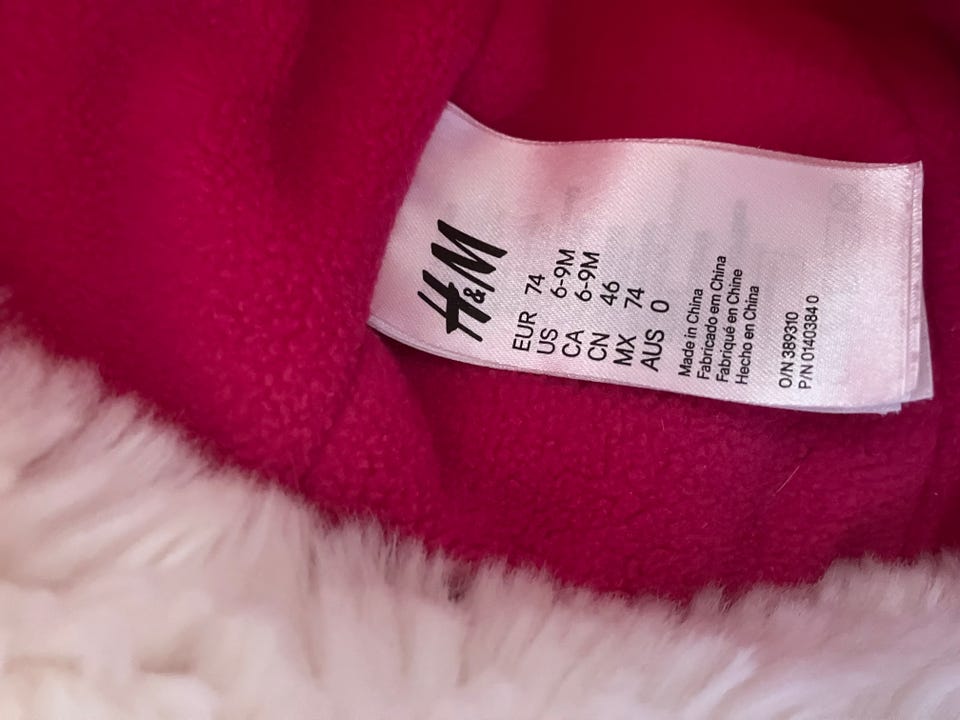 H&M
EUR 74
US 6-9M
CA 6-9M
CN 46
MX 74
AUS 0
Made in China
Fabricado em China
Fabriqué en Chine
Hecho en China
O/N 389310
P/N 01403840